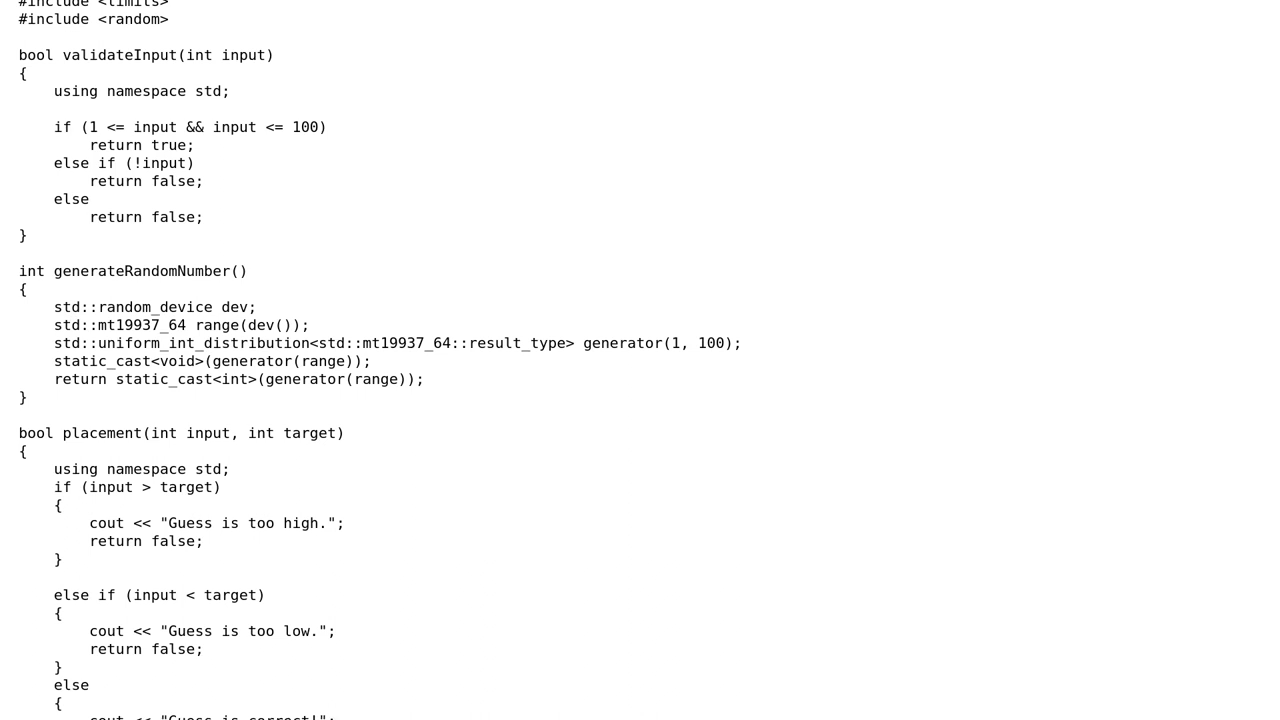 #include <limits>
#include <random>

bool validateInput(int input)
{
    using namespace std;

    if (1 <= input && input <= 100)
        return true;
    else if (!input)
        return false;
    else
        return false;
}

int generateRandomNumber()
{
    std::random_device dev;
    std::mt19937_64 range(dev());
    std::uniform_int_distribution<std::mt19937_64::result_type> generator(1, 100);
    static_cast<void>(generator(range));
    return static_cast<int>(generator(range));
}

bool placement(int input, int target)
{
    using namespace std;
    if (input > target)
    {
        cout << "Guess is too high.";
        return false;
    }

    else if (input < target)
    {
        cout << "Guess is too low.";
        return false;
    }
    else
    {
        cout << "Guess is correct!";